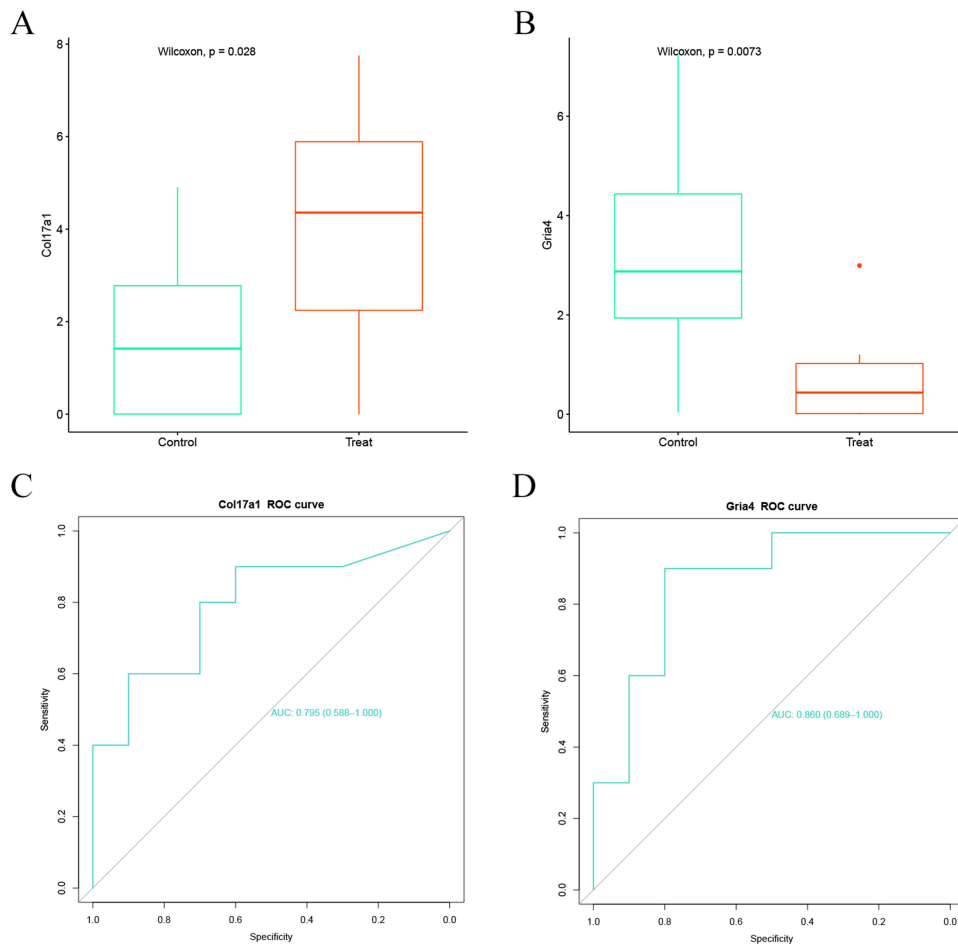 A
Wilcoxon, p = 0.028
8
6
4
2
0
Col17a1
Control
Treat
B
Wilcoxon, p = 0.0073
6
4
2
0
Gria4
Control
Treat
C
Col17a1 ROC curve
1.0
0.8
0.6
0.4
0.2
0.0
Sensitivity
AUC: 0.795 (0.588–1.000)
1.0 0.8 0.6 0.4 0.2 0.0
Specificity
D
Gria4 ROC curve
1.0
0.8
0.6
0.4
0.2
0.0
Sensitivity
AUC: 0.860 (0.689–1.000)
1.0 0.8 0.6 0.4 0.2 0.0
Specificity